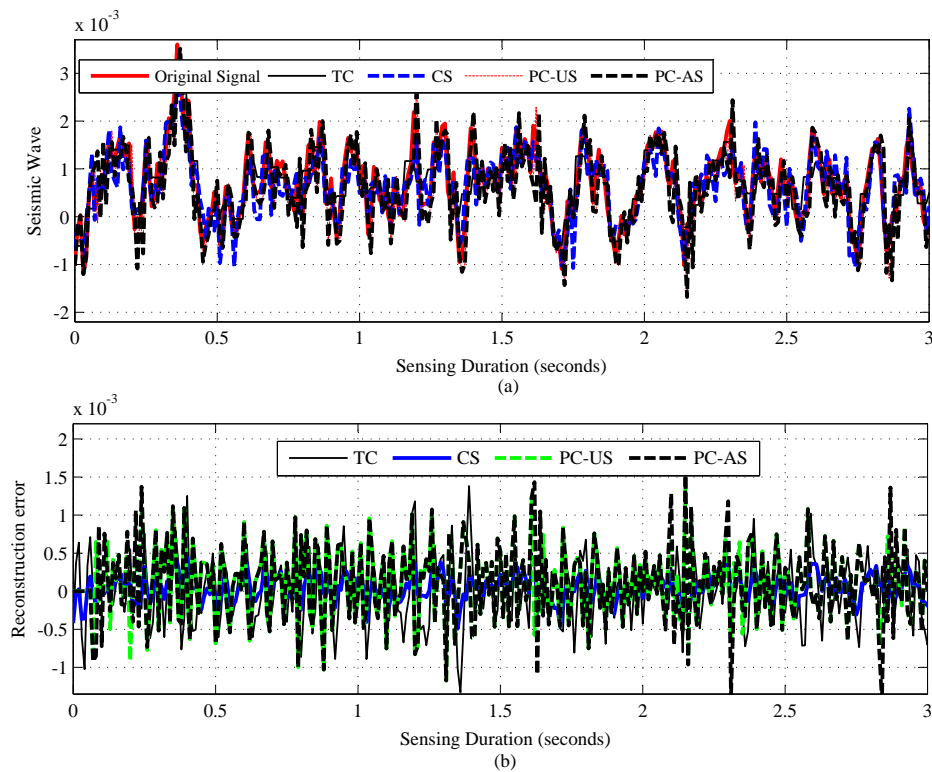 x 10⁻³
Original Signal TC CS PC-US PC-AS
Seismic Wave
3
2
1
0
-1
-2
0 0.5 1 1.5 2 2.5 3
Sensing Duration (seconds)
(a)
x 10⁻³
TC CS PC-US PC-AS
Reconstruction error
2
1.5
1
0.5
0
-0.5
-1
0 0.5 1 1.5 2 2.5 3
Sensing Duration (seconds)
(b)